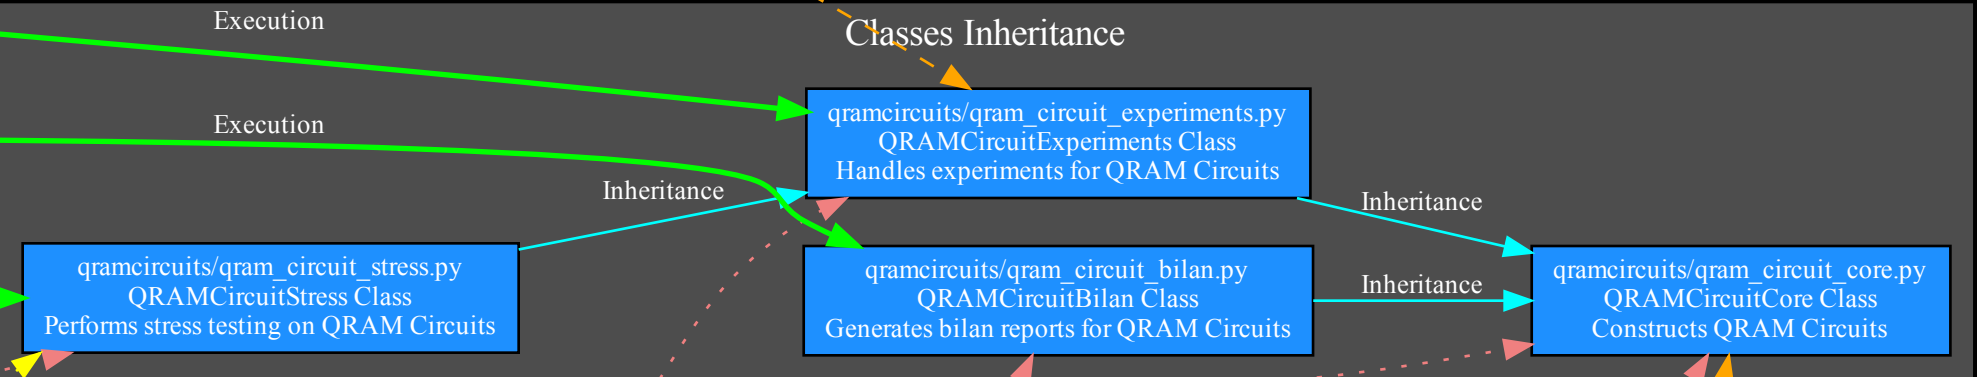 Execution
Classes Inheritance
qramcircuits/qram_circuit_experiments.py
QRAMCircuitExperiments Class
Handles experiments for QRAM Circuits
Execution
Inheritance
Inheritance
qramcircuits/qram_circuit_stress.py
QRAMCircuitStress Class
Performs stress testing on QRAM Circuits
qramcircuits/qram_circuit_bilan.py
QRAMCircuitBilan Class
Generates bilan reports for QRAM Circuits
Inheritance
qramcircuits/qram_circuit_core.py
QRAMCircuitCore Class
Constructs QRAM Circuits